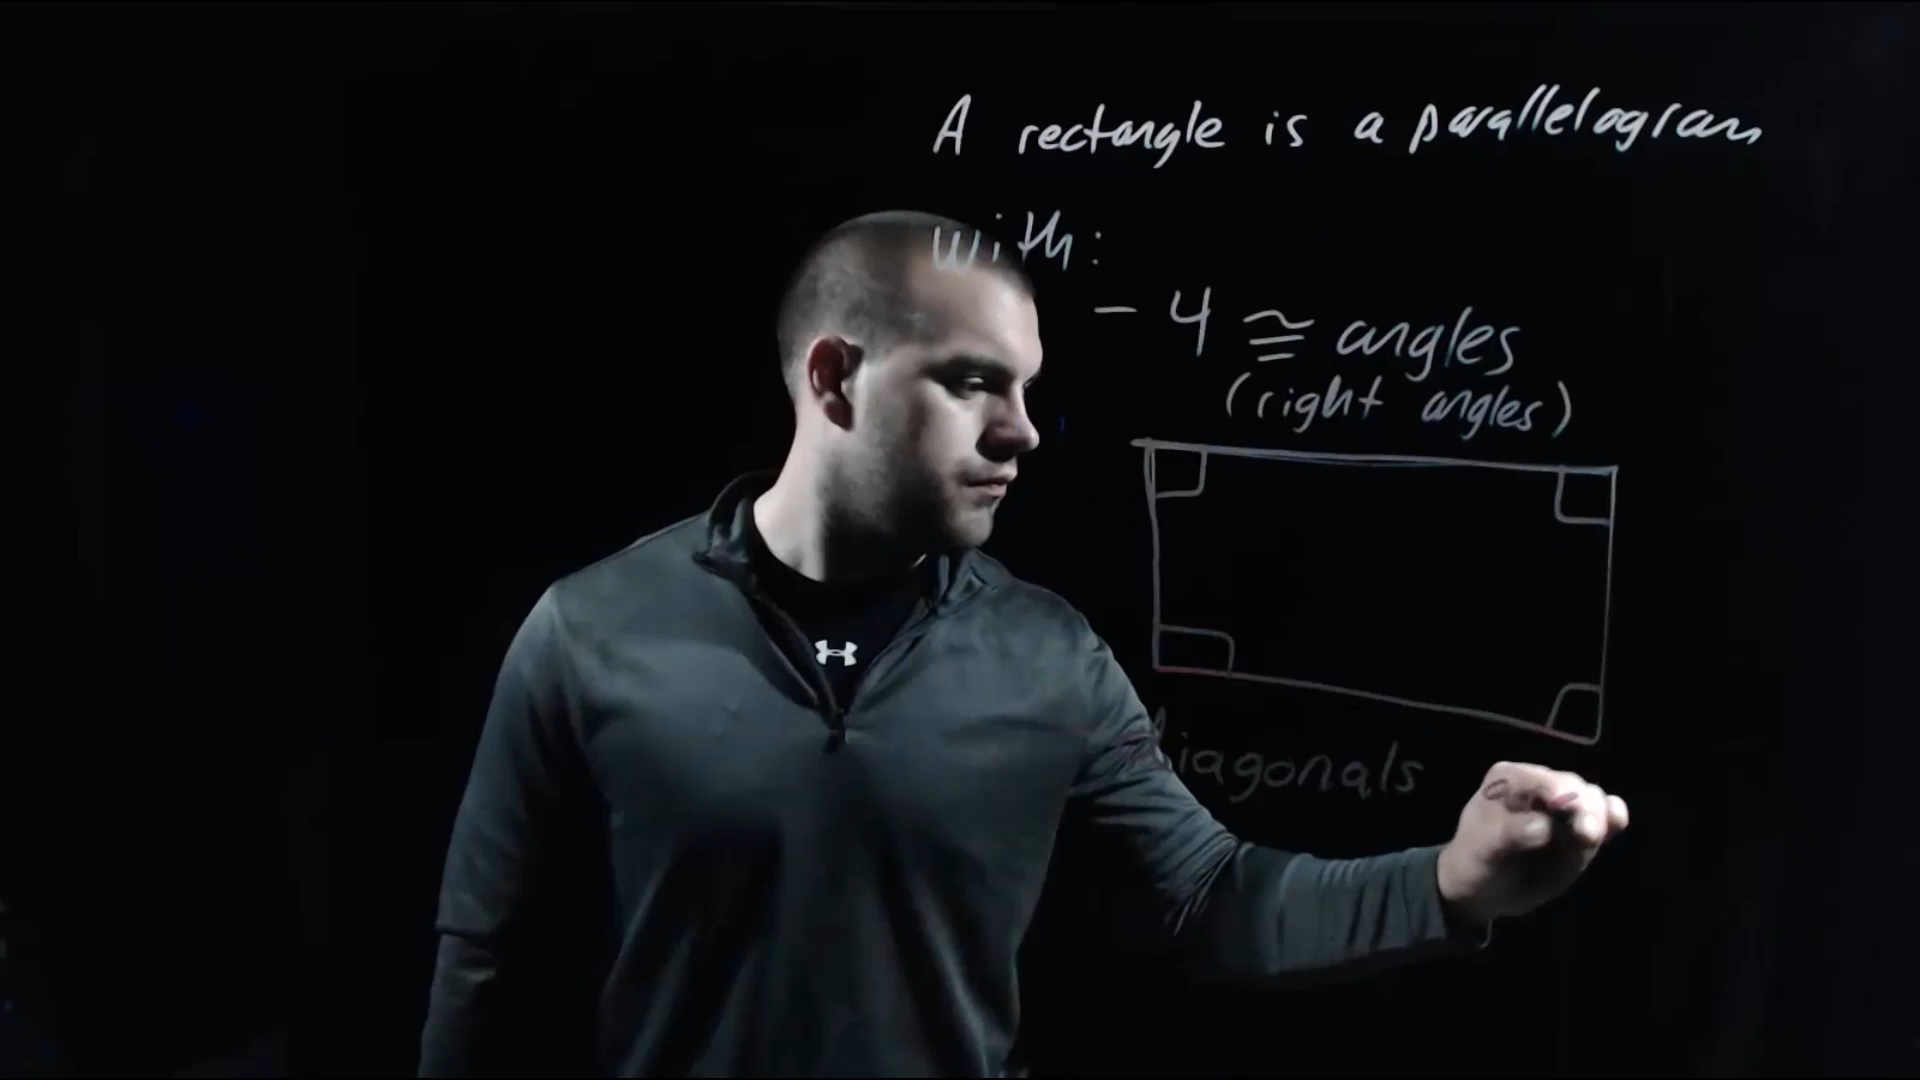 A rectangle is a parallelogram
with:
- 4 ≅ angles
(right angles)
Diagonals